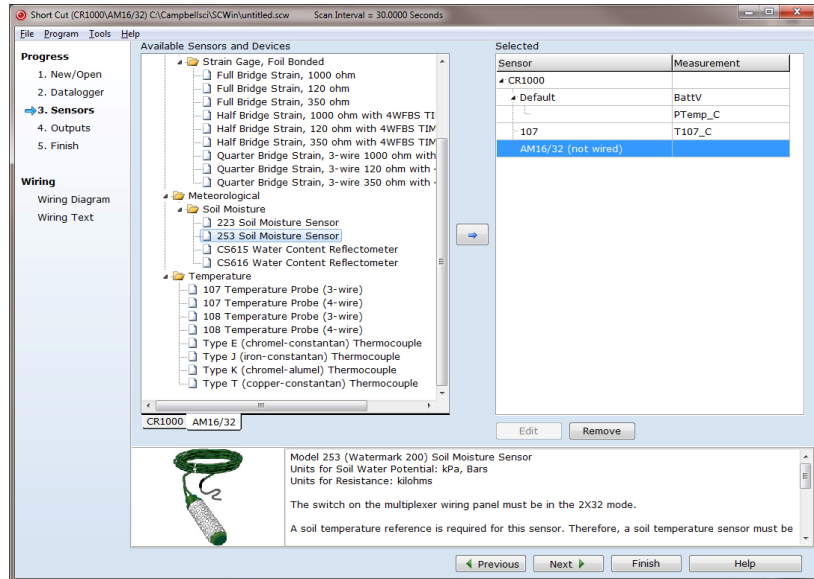 Short Cut (CR1000\AM16/32) C:\Campbellsci\SCWin\untitled.scw Scan Interval = 30.0000 Seconds
File Program Tools Help
Progress
1. New/Open
2. Datalogger
3. Sensors
4. Outputs
5. Finish
Wiring
Wiring Diagram
Wiring Text
Available Sensors and Devices
Strain Gage, Foil Bonded
Full Bridge Strain, 1000 ohm
Full Bridge Strain, 120 ohm
Full Bridge Strain, 350 ohm
Half Bridge Strain, 1000 ohm with 4WFBS TI
Half Bridge Strain, 120 ohm with 4WFBS TIM
Half Bridge Strain, 350 ohm with 4WFBS TIM
Quarter Bridge Strain, 3-wire 1000 ohm with
Quarter Bridge Strain, 3-wire 120 ohm with
Quarter Bridge Strain, 3-wire 350 ohm with
Meteorological
Soil Moisture
223 Soil Moisture Sensor
253 Soil Moisture Sensor
CS615 Water Content Reflectometer
CS616 Water Content Reflectometer
Temperature
107 Temperature Probe (3-wire)
107 Temperature Probe (4-wire)
108 Temperature Probe (3-wire)
108 Temperature Probe (4-wire)
Type E (chromel-constantan) Thermocouple
Type J (iron-constantan) Thermocouple
Type K (chromel-alumel) Thermocouple
Type T (copper-constantan) Thermocouple
CR1000 AM16/32
Selected
Sensor Measurement
CR1000
Default BattV
PTemp_C
107 T107_C
AM16/32 (not wired)
Edit Remove
Model 253 (Watermark 200) Soil Moisture Sensor
Units for Soil Water Potential: kPa, Bars
Units for Resistance: kilohms
The switch on the multiplexer wiring panel must be in the 2X32 mode.
A soil temperature reference is required for this sensor. Therefore, a soil temperature sensor must be
Previous Next Finish Help